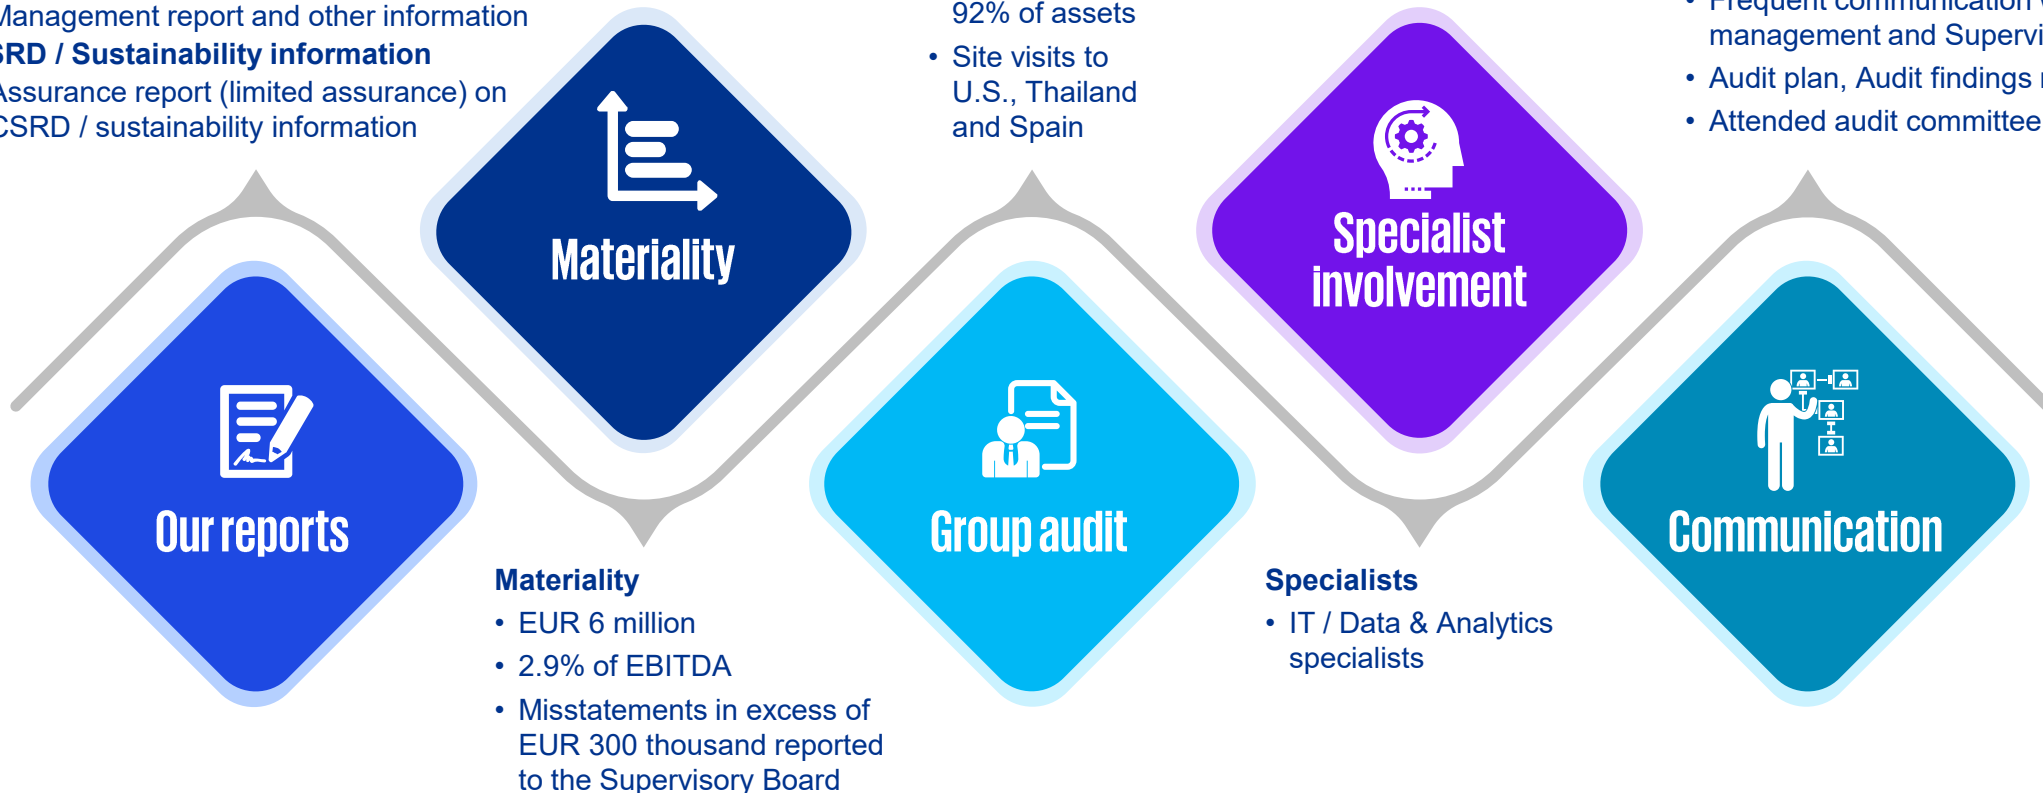 Management report and other information
SRD / Sustainability information
Assurance report (limited assurance) on
CSRD / sustainability information
Our reports
Materiality
Materiality
• EUR 6 million
• 2.9% of EBITDA
• Misstatements in excess of
EUR 300 thousand reported
to the Supervisory Board
92% of assets
• Site visits to
U.S., Thailand
and Spain
Group audit
Specialist
involvement
Specialists
• IT / Data & Analytics
specialists
• Frequent communication
management and
• Audit plan, Audit findings
• Attended audit committee
Communication